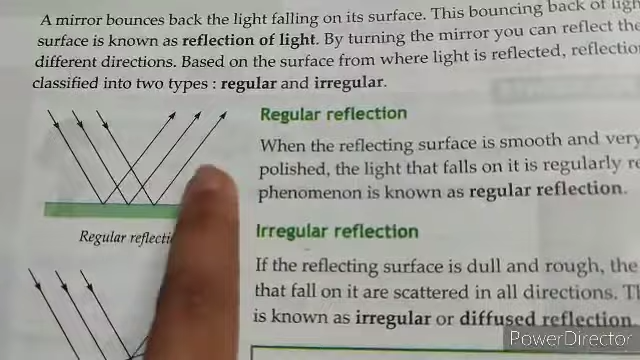 A mirror bounces back the light falling on its surface. This bouncing back of
surface is known as reflection of light. By turning the mirror you can reflect the
different directions. Based on the surface from where light is reflected,
classified into two types : regular and irregular.
Regular reflection
When the reflecting surface is smooth and very
polished, the light that falls on it is regularly
phenomenon is known as regular reflection.
Regular
Irregular reflection
If the reflecting surface is dull and rough, the
that fall on it are scattered in all directions.
is known as irregular or diffused reflection.
PowerDirector